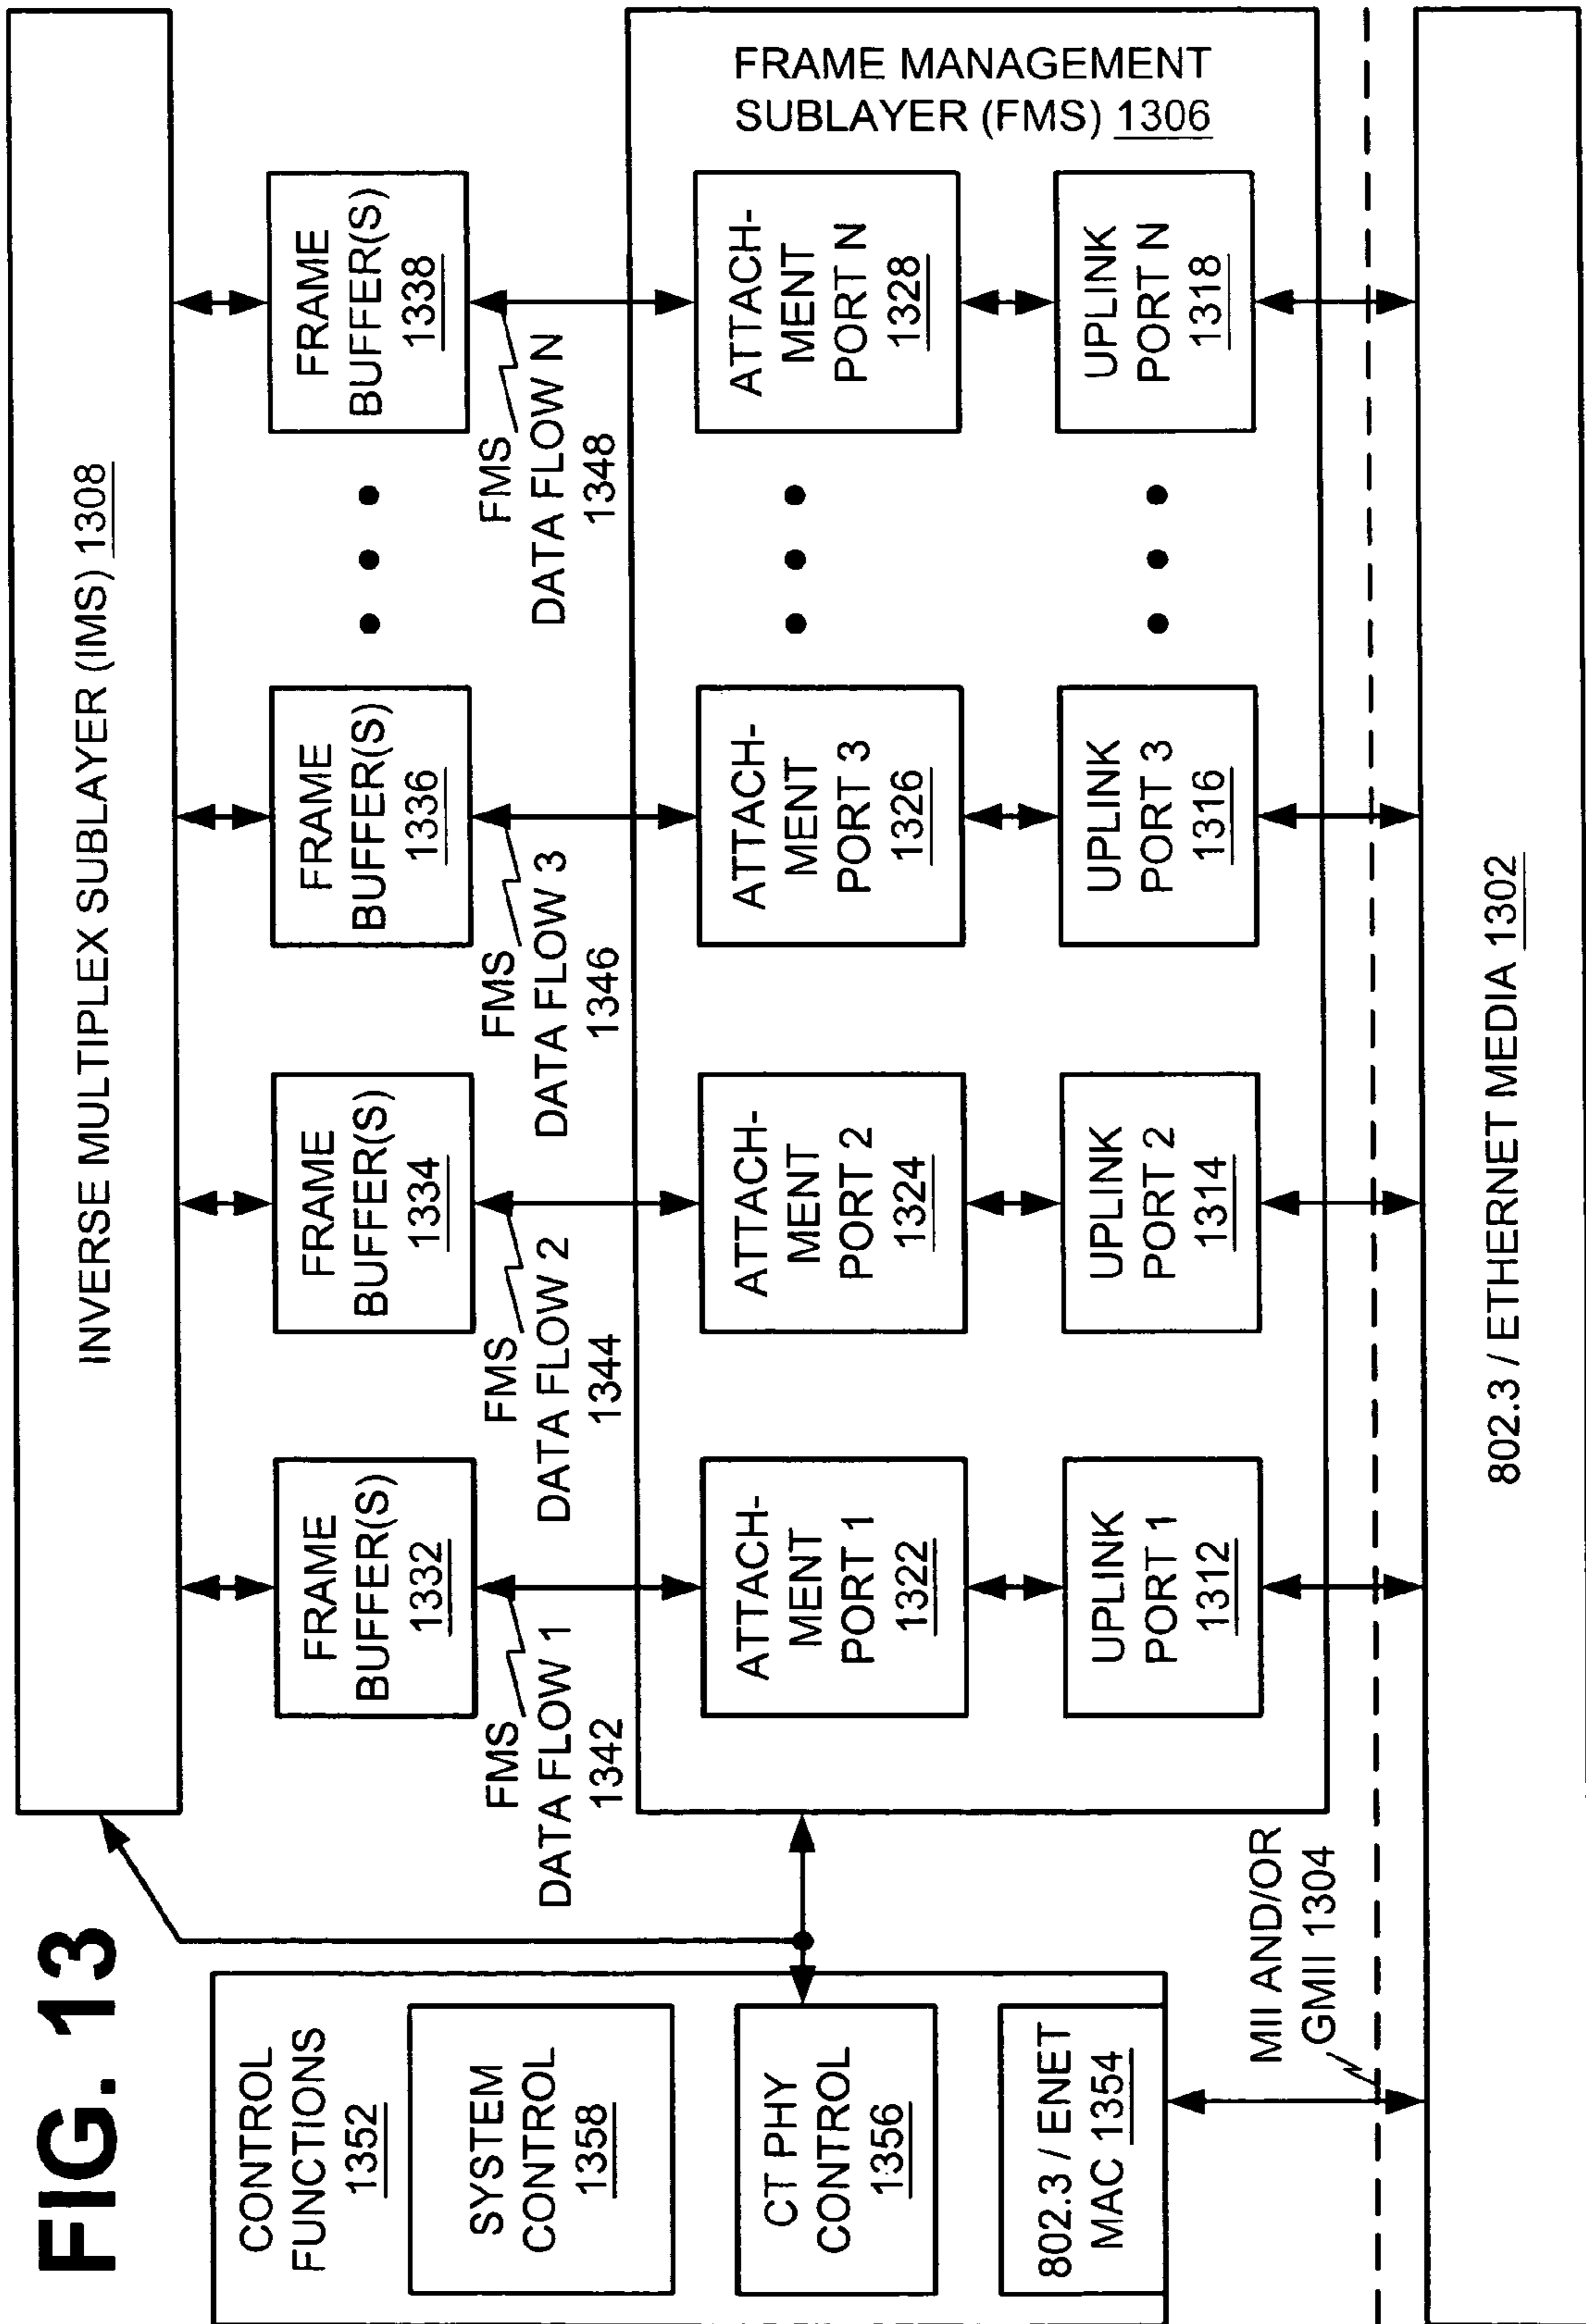 FIG. 13
INVERSE MULTIPLEX SUBLAYER (IMS) 1308
CONTROL
FUNCTIONS
1352
SYSTEM
CONTROL
1358
CT PHY
CONTROL
1356
802.3 / ENET
MAC 1354
FRAME
BUFFER(S)
1332
FRAME
BUFFER(S)
1334
FRAME
BUFFER(S)
1336
FRAME
BUFFER(S)
1338
FMS
DATA FLOW 1
1342
FMS
DATA FLOW 2
1344
FMS
DATA FLOW 3
1346
FMS
DATA FLOW N
1348
FRAME MANAGEMENT
SUBLAYER (FMS) 1306
ATTACH-
MENT
PORT 1
1322
ATTACH-
MENT
PORT 2
1324
ATTACH-
MENT
PORT 3
1326
ATTACH-
MENT
PORT N
1328
UPLINK
PORT 1
1312
UPLINK
PORT 2
1314
UPLINK
PORT 3
1316
UPLINK
PORT N
1318
MII AND/OR
GMII 1304
802.3 / ETHERNET MEDIA 1302